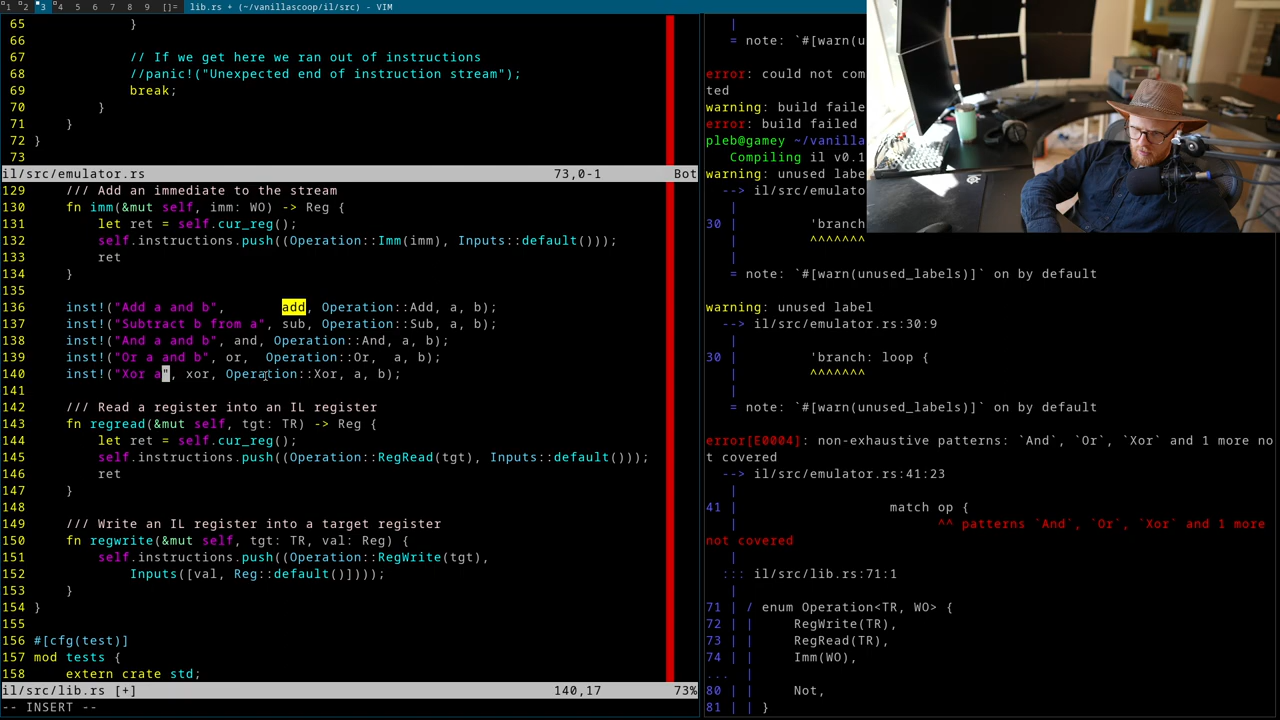 1 2 3 4 5 6 7 8 9 []= lib.rs + (~/vanillascoop/il/src) - VIM
65 }
66
67 // If we get here we ran out of instructions
68 //panic!("Unexpected end of instruction stream");
69 break;
70 }
71 }
72 }
73
il/src/emulator.rs 73,0-1 Bot
129 /// Add an immediate to the stream
130 fn imm(&mut self, imm: WO) -> Reg {
131 let ret = self.cur_reg();
132 self.instructions.push((Operation::Imm(imm), Inputs::default()));
133 ret
134 }
135
136 inst!("Add a and b", add, Operation::Add, a, b);
137 inst!("Subtract b from a", sub, Operation::Sub, a, b);
138 inst!("And a and b", and, Operation::And, a, b);
139 inst!("Or a and b", or, Operation::Or, a, b);
140 inst!("Xor a", xor, Operation::Xor, a, b);
141
142 /// Read a register into an IL register
143 fn regread(&mut self, tgt: TR) -> Reg {
144 let ret = self.cur_reg();
145 self.instructions.push((Operation::RegRead(tgt), Inputs::default()));
146 ret
147 }
148
149 /// Write an IL register into a target register
150 fn regwrite(&mut self, tgt: TR, val: Reg) {
151 self.instructions.push((Operation::RegWrite(tgt),
152 Inputs([val, Reg::default()])));
153 }
154 }
155
156 #[cfg(test)]
157 mod tests {
158 extern crate std;
il/src/lib.rs [+] 140,17 73%
-- INSERT --
|
= note: `#[warn(u
error: could not com
ted
warning: build faile
error: build failed
pleb@gamey ~/vanilla
Compiling il v0.1
warning: unused labe
--> il/src/emulato
|
30 'branch
| ^^^^^^^
|
= note: `#[warn(unused_labels)]` on by default
warning: unused label
--> il/src/emulator.rs:30:9
|
30 'branch: loop {
| ^^^^^^^
|
= note: `#[warn(unused_labels)]` on by default
error[E0004]: non-exhaustive patterns: `And`, `Or`, `Xor` and 1 more no
t covered
--> il/src/emulator.rs:41:23
|
41 match op {
| ^^ patterns `And`, `Or`, `Xor` and 1 more
not covered
|
::: il/src/lib.rs:71:1
71 | / enum Operation<TR, WO> {
72 | | RegWrite(TR),
73 | | RegRead(TR),
74 | | Imm(WO),
... |
80 | | Not,
81 | | }